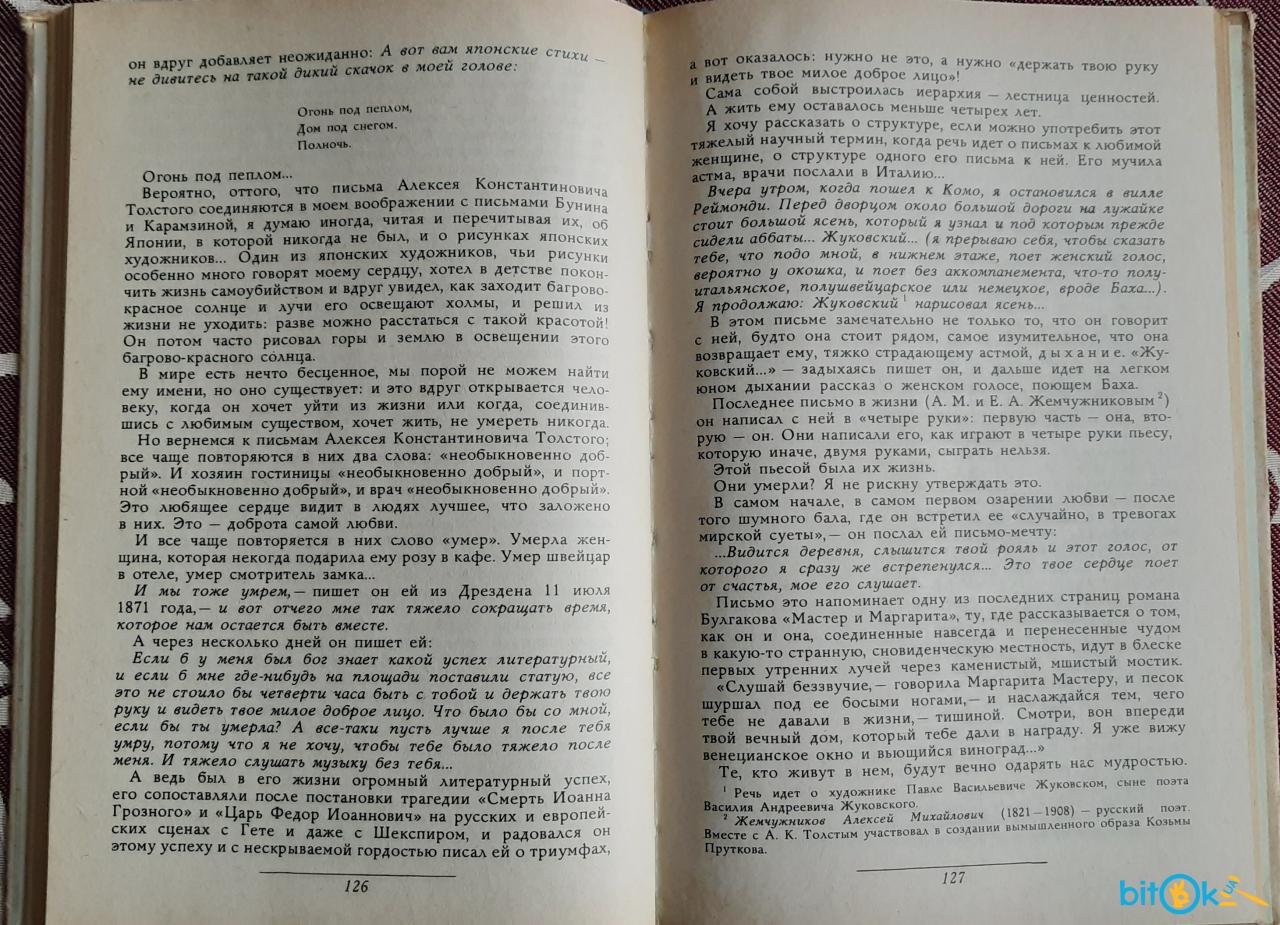 он вдруг добавляет неожиданно: А вот вам японские стихи —
не дивитесь на такой дикий скачок в моей голове:
Огонь под пеплом,
Дом под снегом.
Полночь.
Огонь под пеплом...
Вероятно, оттого, что письма Алексея Константиновича
Толстого соединяются в моем воображении с письмами Бунина
и Карамзиной, я думаю иногда, читая и перечитывая их, об
Японии, в которой никогда не был, и о рисунках японских
художников... Один из японских художников, чьи рисунки
особенно много говорят моему сердцу, хотел в детстве покон-
чить жизнь самоубийством и вдруг увидел, как заходит багрово-
красное солнце и лучи его освещают холмы, и решил из
жизни не уходить: разве можно расстаться с такой красотой!
Он потом часто рисовал горы и землю в освещении этого
багрово-красного солнца.
В мире есть нечто бесценное, мы порой не можем найти
ему имени, но оно существует: и это вдруг открывается чело-
веку, когда он хочет уйти из жизни или когда, соединив-
шись с любимым существом, хочет жить, не умереть никогда.
Но вернемся к письмам Алексея Константиновича Толстого;
все чаще повторяются в них два слова: «необыкновенно доб-
рый». И хозяин гостиницы «необыкновенно добрый», и порт-
ной «необыкновенно добрый», и врач «необыкновенно добрый».
Это любящее сердце видит в людях лучшее, что заложено
в них. Это — доброта самой любви.
И все чаще повторяется в них слово «умер». Умерла жен-
щина, которая некогда подарила ему розу в кафе. Умер швейцар
в отеле, умер смотритель замка...
И мы тоже умрем,— пишет он ей из Дрездена 11 июля
1871 года,— и вот отчего мне так тяжело сокращать время,
которое нам остается быть вместе.
А через несколько дней он пишет ей:
Если б у меня был бог знает какой успех литературный,
и если б мне где-нибудь на площади поставили статую, все
это не стоило бы четверти часа быть с тобой и держать твою
руку и видеть твое милое доброе лицо. Что было бы со мной,
если бы ты умерла? А все-таки пусть лучше я после тебя
умру, потому что я не хочу, чтобы тебе было тяжело после
меня. И тяжело слушать музыку без тебя...
А ведь был в его жизни огромный литературный успех,
его сопоставляли после постановки трагедии «Смерть Иоанна
Грозного» и «Царь Федор Иоаннович» на русских и европей-
ских сценах с Гете и даже с Шекспиром, и радовался он
этому успеху и с нескрываемой гордостью писал ей о триумфах,
126
а вот оказалось: нужно не это, а нужно «держать твою руку
и видеть твое милое доброе лицо»!
Сама собой выстроилась иерархия — лестница ценностей.
А жить ему оставалось меньше четырех лет.
Я хочу рассказать о структуре, если можно употребить этот
тяжелый научный термин, когда речь идет о письмах к любимой
женщине, о структуре одного его письма к ней. Его мучила
астма, врачи послали в Италию...
Вчера утром, когда пошел к Комо, я остановился в вилле
Реймонди. Перед дворцом около большой дороги на лужайке
стоит большой ясень, который я узнал и под которым прежде
сидели аббаты... Жуковский... (я прерываю себя, чтобы сказать
тебе, что подо мной, в нижнем этаже, поет женский голос,
вероятно у окошка, и поет без аккомпанемента, что-то полу-
итальянское, полушвейцарское или немецкое, вроде Баха...).
Я продолжаю: Жуковский 1 нарисовал ясень...
В этом письме замечательно не только то, что он говорит
с ней, будто она стоит рядом, самое изумительное, что она
возвращает ему, тяжко страдающему астмой, дыхание. «Жу-
ковский...» — задыхаясь пишет он, и дальше идет на легком
юном дыхании рассказ о женском голосе, поющем Баха.
Последнее письмо в жизни (А. М. и Е. А. Жемчужниковым 2)
он написал с ней в «четыре руки»: первую часть — она, вто-
рую — он. Они написали его, как играют в четыре руки пьесу,
которую иначе, двумя руками, сыграть нельзя.
Этой пьесой была их жизнь.
Они умерли? Я не рискну утверждать это.
В самом начале, в самом первом озарении любви — после
того шумного бала, где он встретил ее «случайно, в тревогах
мирской суеты»,— он послал ей письмо-мечту:
...Видится деревня, слышится твой рояль и этот голос, от
которого я сразу же встрепенулся... Это твое сердце поет
от счастья, мое его слушает.
Письмо это напоминает одну из последних страниц романа
Булгакова «Мастер и Маргарита», ту, где рассказывается о том,
как он и она, соединенные навсегда и перенесенные чудом
в какую-то странную, сновиденческую местность, идут в блеске
первых утренних лучей через каменистый, мшистый мостик.
«Слушай беззвучие,— говорила Маргарита Мастеру, и песок
шуршал под ее босыми ногами,— и наслаждайся тем, чего
тебе не давали в жизни,— тишиной. Смотри, вон впереди
твой вечный дом, который тебе дали в награду. Я уже вижу
венецианское окно и вьющийся виноград...»
Те, кто живут в нем, будут вечно одарять нас мудростью.
1 Речь идет о художнике Павле Васильевиче Жуковском, сыне поэта
Василия Андреевича Жуковского.
2 Жемчужников Алексей Михайлович (1821—1908) — русский поэт.
Вместе с А. К. Толстым участвовал в создании вымышленного образа Козьмы
Пруткова.
127
bitok UA